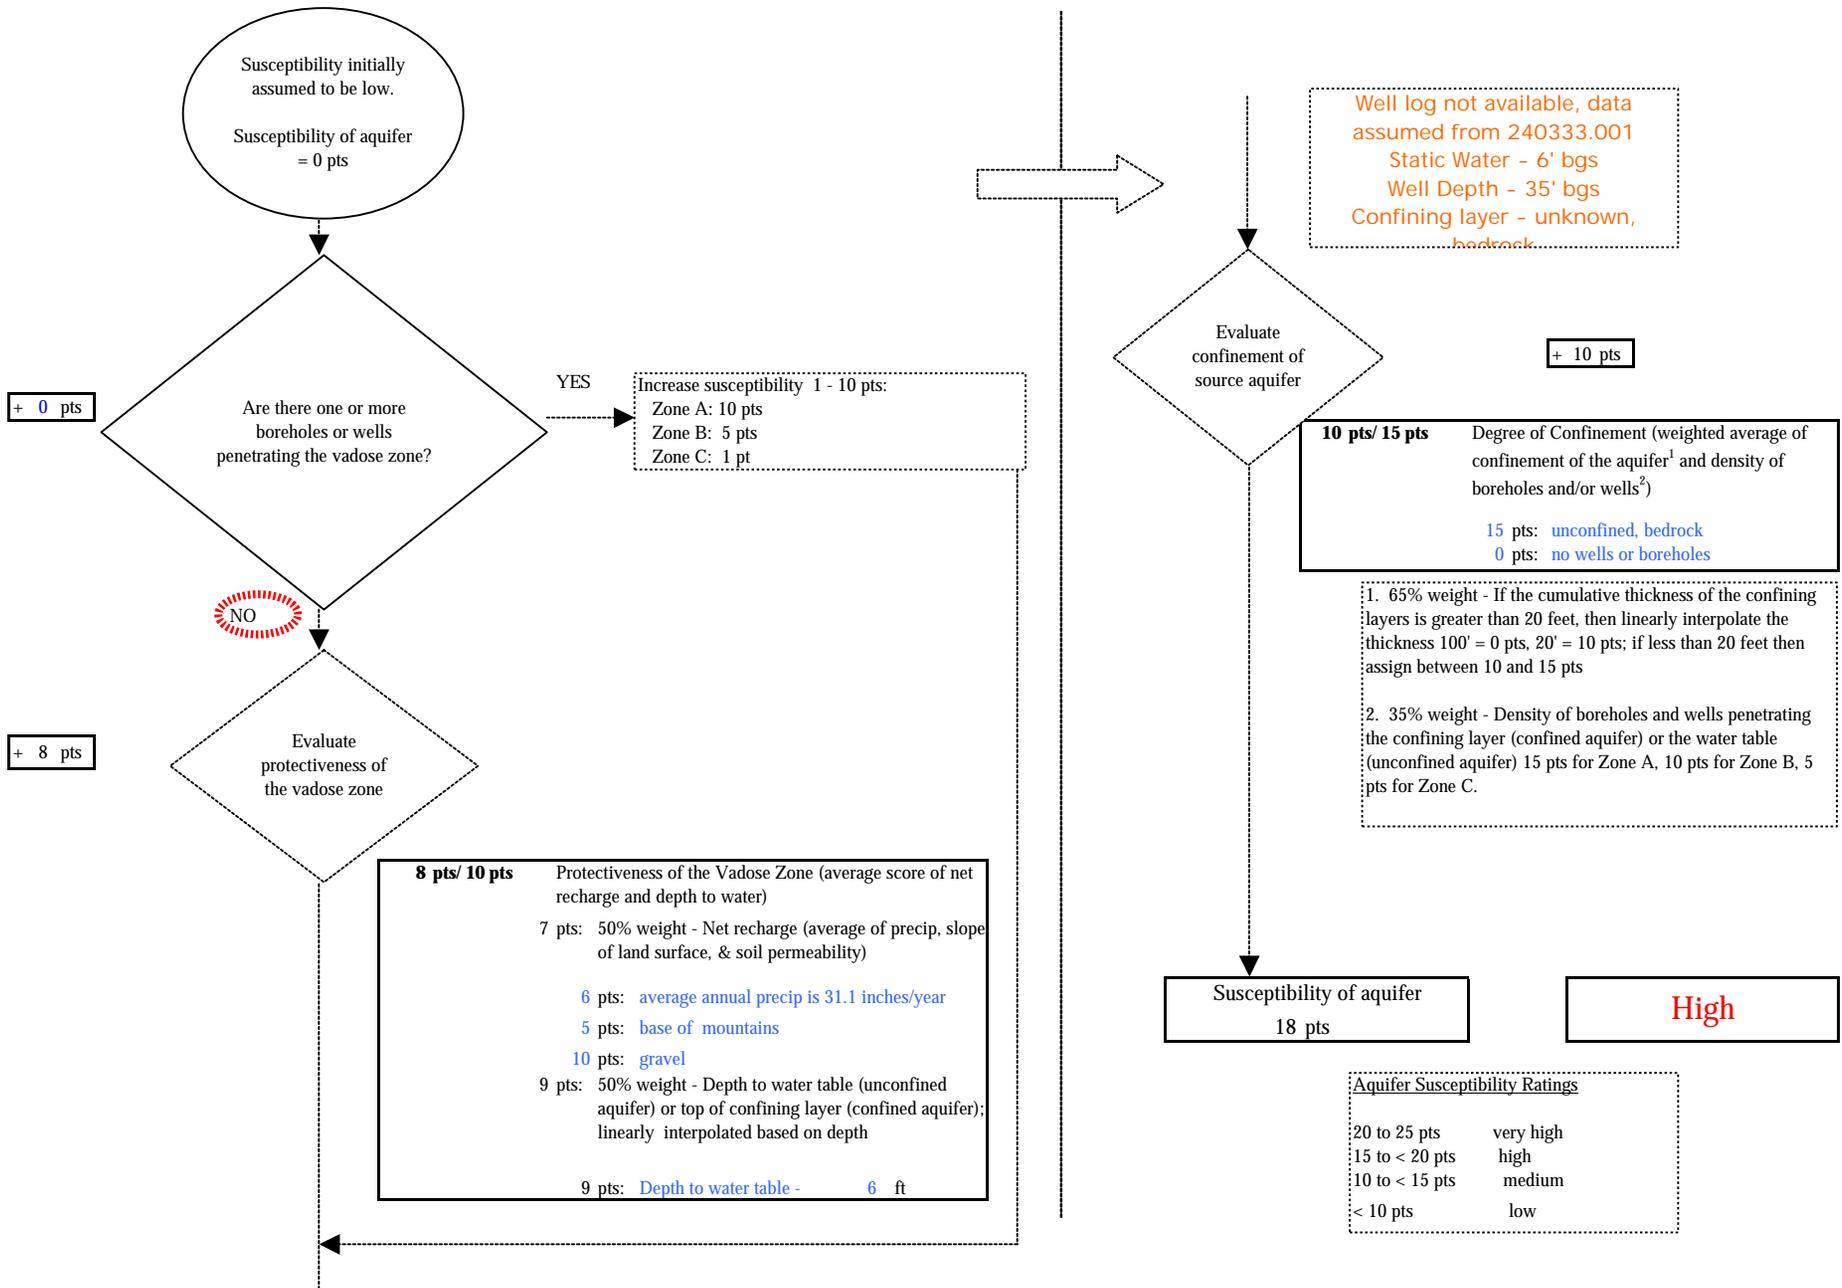 Susceptibility initially
assumed to be low.
Susceptibility of aquifer
= 0 pts
+ 0 pts
Are there one or more
boreholes or wells
penetrating the vadose zone?
YES
Increase susceptibility 1 - 10 pts:
Zone A: 10 pts
Zone B: 5 pts
Zone C: 1 pt
NO
+ 8 pts
Evaluate
protectiveness of
the vadose zone
8 pts/ 10 pts
Protectiveness of the Vadose Zone (average score of net
recharge and depth to water)
7 pts: 50% weight - Net recharge (average of precip, slope
of land surface, & soil permeability)
6 pts: average annual precip is 31.1 inches/year
5 pts: base of mountains
10 pts: gravel
9 pts: 50% weight - Depth to water table (unconfined
aquifer) or top of confining layer (confined aquifer);
linearly interpolated based on depth
9 pts: Depth to water table - 6 ft
Well log not available, data
assumed from 240333.001
Static Water - 6' bgs
Well Depth - 35' bgs
Confining layer - unknown,
bedrock
Evaluate
confinement of
source aquifer
+ 10 pts
10 pts/ 15 pts
Degree of Confinement (weighted average of
confinement of the aquifer1 and density of
boreholes and/or wells2)
15 pts: unconfined, bedrock
0 pts: no wells or boreholes
1. 65% weight - If the cumulative thickness of the confining
layers is greater than 20 feet, then linearly interpolate the
thickness 100' = 0 pts, 20' = 10 pts; if less than 20 feet then
assign between 10 and 15 pts
2. 35% weight - Density of boreholes and wells penetrating
the confining layer (confined aquifer) or the water table
(unconfined aquifer) 15 pts for Zone A, 10 pts for Zone B, 5
pts for Zone C.
Susceptibility of aquifer
18 pts
High
Aquifer Susceptibility Ratings
20 to 25 pts very high
15 to < 20 pts high
10 to < 15 pts medium
< 10 pts low